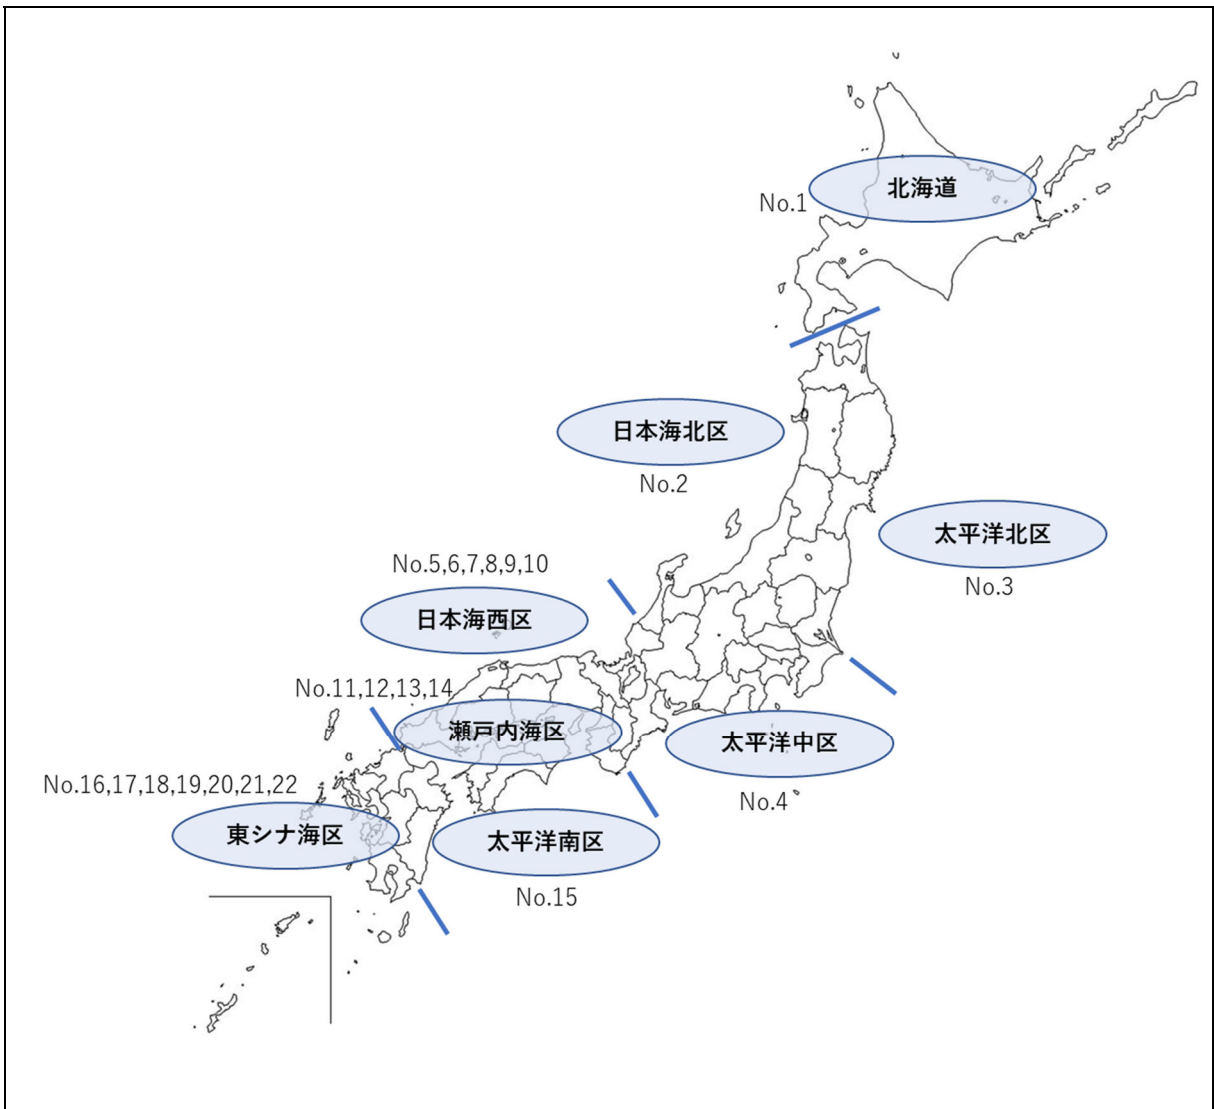 北海道
No.1
日本海北区
No.2
太平洋北区
No.3
No.5,6,7,8,9,10
日本海西区
No.11,12,13,14
瀬戸内海区
太平洋中区
No.4
No.16,17,18,19,20,21,22
東シナ海区
太平洋南区
No.15